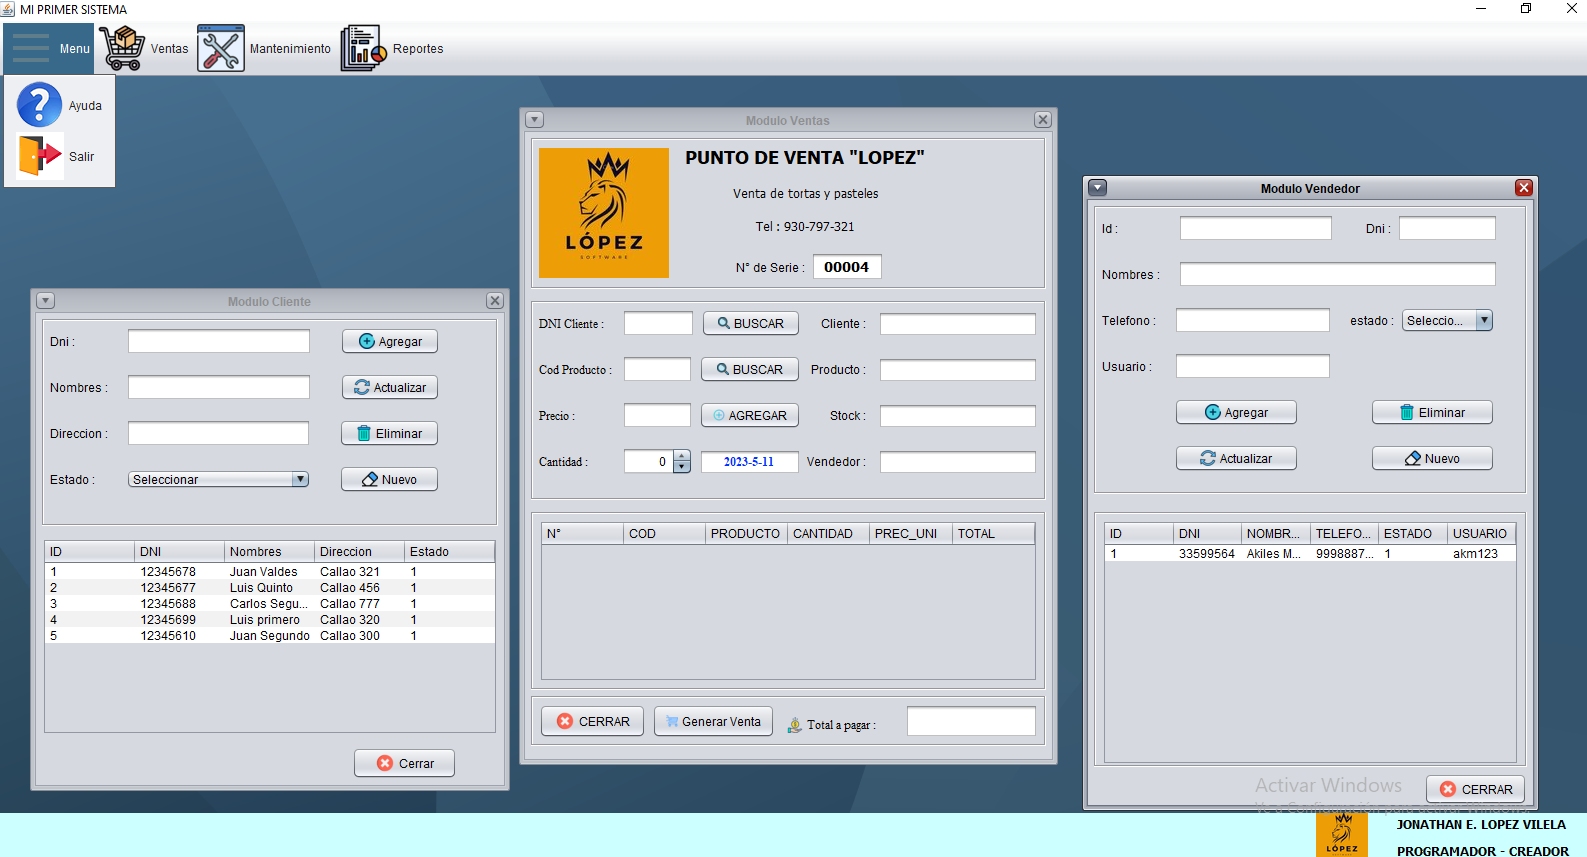 MI PRIMER SISTEMA
Menu Ventas Mantenimiento Reportes
Ayuda
Salir
Modulo Cliente
Dni :
Agregar
Nombres :
Actualizar
Direccion :
Eliminar
Estado : Seleccionar
Nuevo
ID DNI Nombres Direccion Estado
1 12345678 Juan Valdes Callao 321 1
2 12345677 Luis Quinto Callao 456 1
3 12345688 Carlos Segu... Callao 777 1
4 12345699 Luis primero Callao 320 1
5 12345610 Juan Segundo Callao 300 1
Cerrar
Modulo Ventas
LÓPEZ
SOFTWARE
PUNTO DE VENTA "LOPEZ"
Venta de tortas y pasteles
Tel : 930-797-321
N° de Serie : 00004
DNI Cliente : BUSCAR Cliente :
Cod Producto : BUSCAR Producto :
Precio : AGREGAR Stock :
Cantidad : 0 2023-5-11 Vendedor :
N° COD PRODUCTO CANTIDAD PREC_UNI TOTAL
CERRAR Generar Venta Total a pagar :
Modulo Vendedor
Id : Dni :
Nombres :
Telefono : estado : Seleccio...
Usuario :
Agregar Eliminar
Actualizar Nuevo
ID DNI NOMBR... TELEFO... ESTADO USUARIO
1 33599564 Akiles M... 9998887... 1 akm123
Activar Windows
CERRAR
LÓPEZ
JONATHAN E. LOPEZ VILELA
PROGRAMADOR - CREADOR